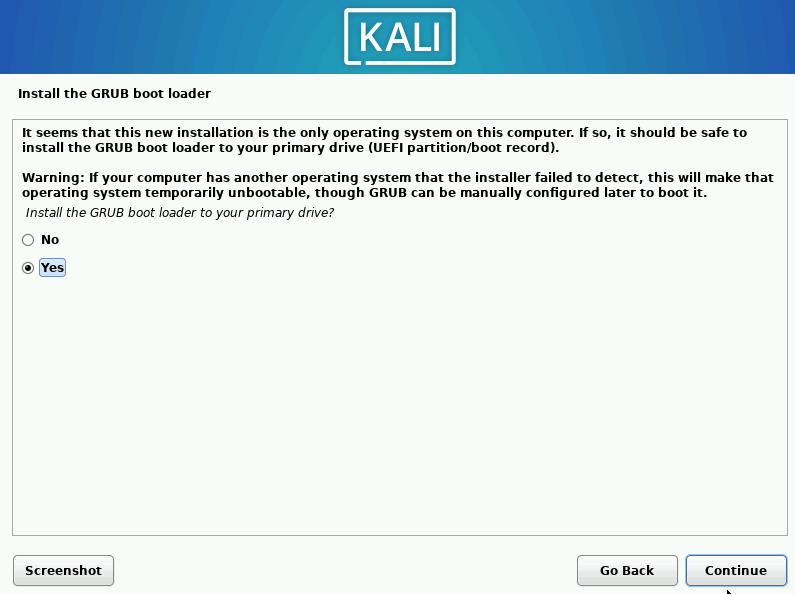 KALI
Install the GRUB boot loader
It seems that this new installation is the only operating system on this computer. If so, it should be safe to
install the GRUB boot loader to your primary drive (UEFI partition/boot record).
Warning: If your computer has another operating system that the installer failed to detect, this will make that
operating system temporarily unbootable, though GRUB can be manually configured later to boot it.
Install the GRUB boot loader to your primary drive?
No
Yes
Screenshot
Go Back
Continue